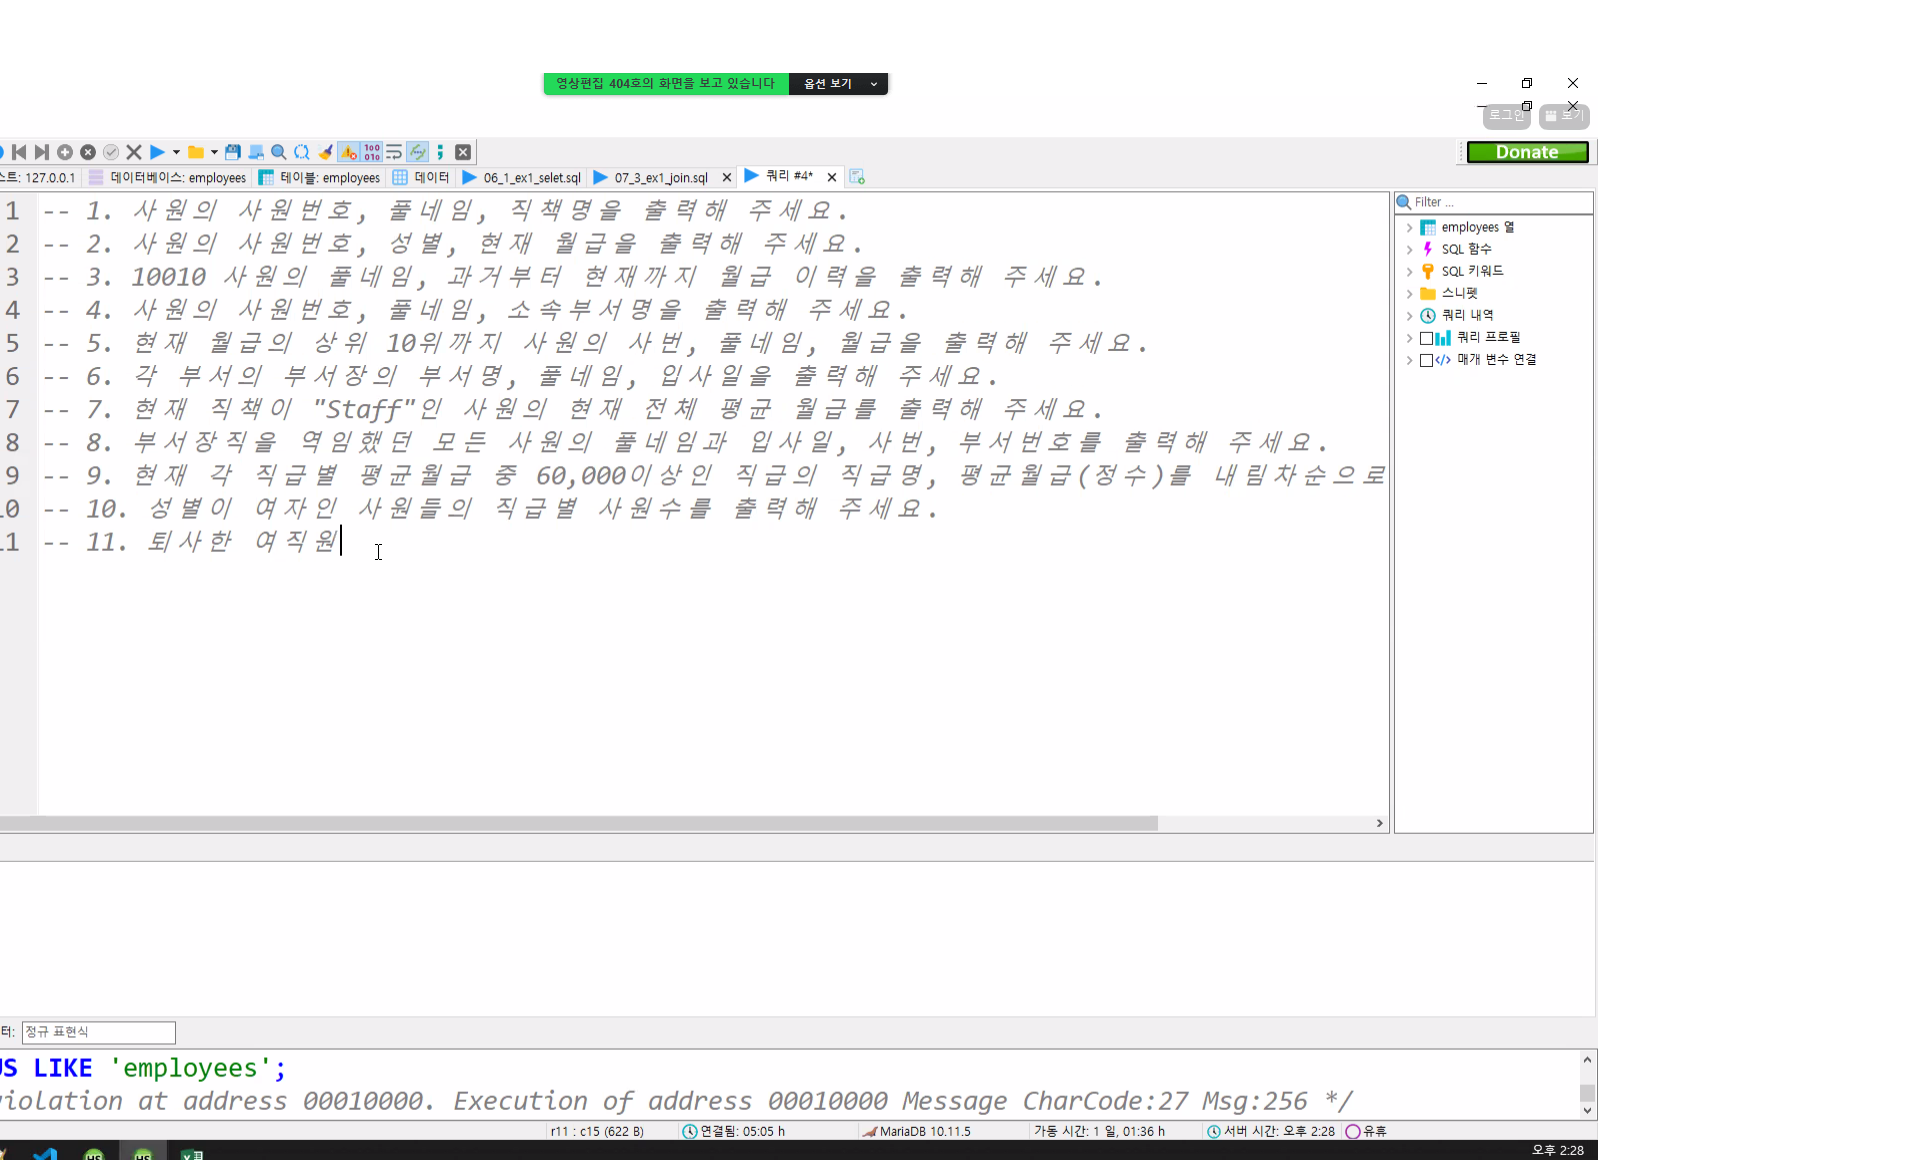 영상편집 404호의 화면을 보고 있습니다 옵션 보기
로그인 보기
Donate
스트: 127.0.0.1 데이터베이스: employees 테이블: employees 데이터 06_1_ex1_selet.sql 07_3_ex1_join.sql 쿼리 #4*
1 -- 1. 사원의 사원번호, 풀네임, 직책명을 출력해 주세요.
2 -- 2. 사원의 사원번호, 성별, 현재 월급을 출력해 주세요.
3 -- 3. 10010 사원의 풀네임, 과거부터 현재까지 월급 이력을 출력해 주세요.
4 -- 4. 사원의 사원번호, 풀네임, 소속부서명을 출력해 주세요.
5 -- 5. 현재 월급의 상위 10위까지 사원의 사번, 풀네임, 월급을 출력해 주세요.
6 -- 6. 각 부서의 부서장의 부서명, 풀네임, 입사일을 출력해 주세요.
7 -- 7. 현재 직책이 "Staff"인 사원의 현재 전체 평균 월급를 출력해 주세요.
8 -- 8. 부서장직을 역임했던 모든 사원의 풀네임과 입사일, 사번, 부서번호를 출력해 주세요.
9 -- 9. 현재 각 직급별 평균월급 중 60,000이상인 직급의 직급명, 평균월급(정수)를 내림차순으로
10 -- 10. 성별이 여자인 사원들의 직급별 사원수를 출력해 주세요.
11 -- 11. 퇴사한 여직원
Filter ...
employees 열
SQL 함수
SQL 키워드
스니펫
쿼리 내역
쿼리 프로필
매개 변수 연결
터: 정규 표현식
US LIKE 'employees';
violation at address 00010000. Execution of address 00010000 Message CharCode:27 Msg:256 */
r11 : c15 (622 B) 연결됨: 05:05 h MariaDB 10.11.5 가동 시간: 1 일, 01:36 h 서버 시간: 오후 2:28 유휴
오후 2:28